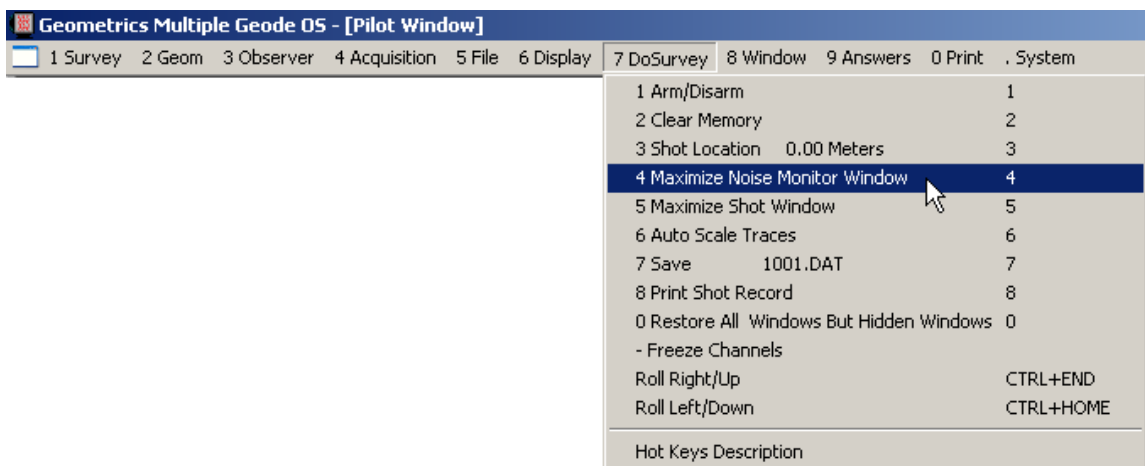 Geometrics Multiple Geode OS - [Pilot Window]
1 Survey 2 Geom 3 Observer 4 Acquisition 5 File 6 Display 7 DoSurvey 8 Window 9 Answers 0 Print . System
1 Arm/Disarm 1
2 Clear Memory 2
3 Shot Location 0.00 Meters 3
4 Maximize Noise Monitor Window 4
5 Maximize Shot Window 5
6 Auto Scale Traces 6
7 Save 1001.DAT 7
8 Print Shot Record 8
0 Restore All Windows But Hidden Windows 0
- Freeze Channels
Roll Right/Up CTRL+END
Roll Left/Down CTRL+HOME
Hot Keys Description